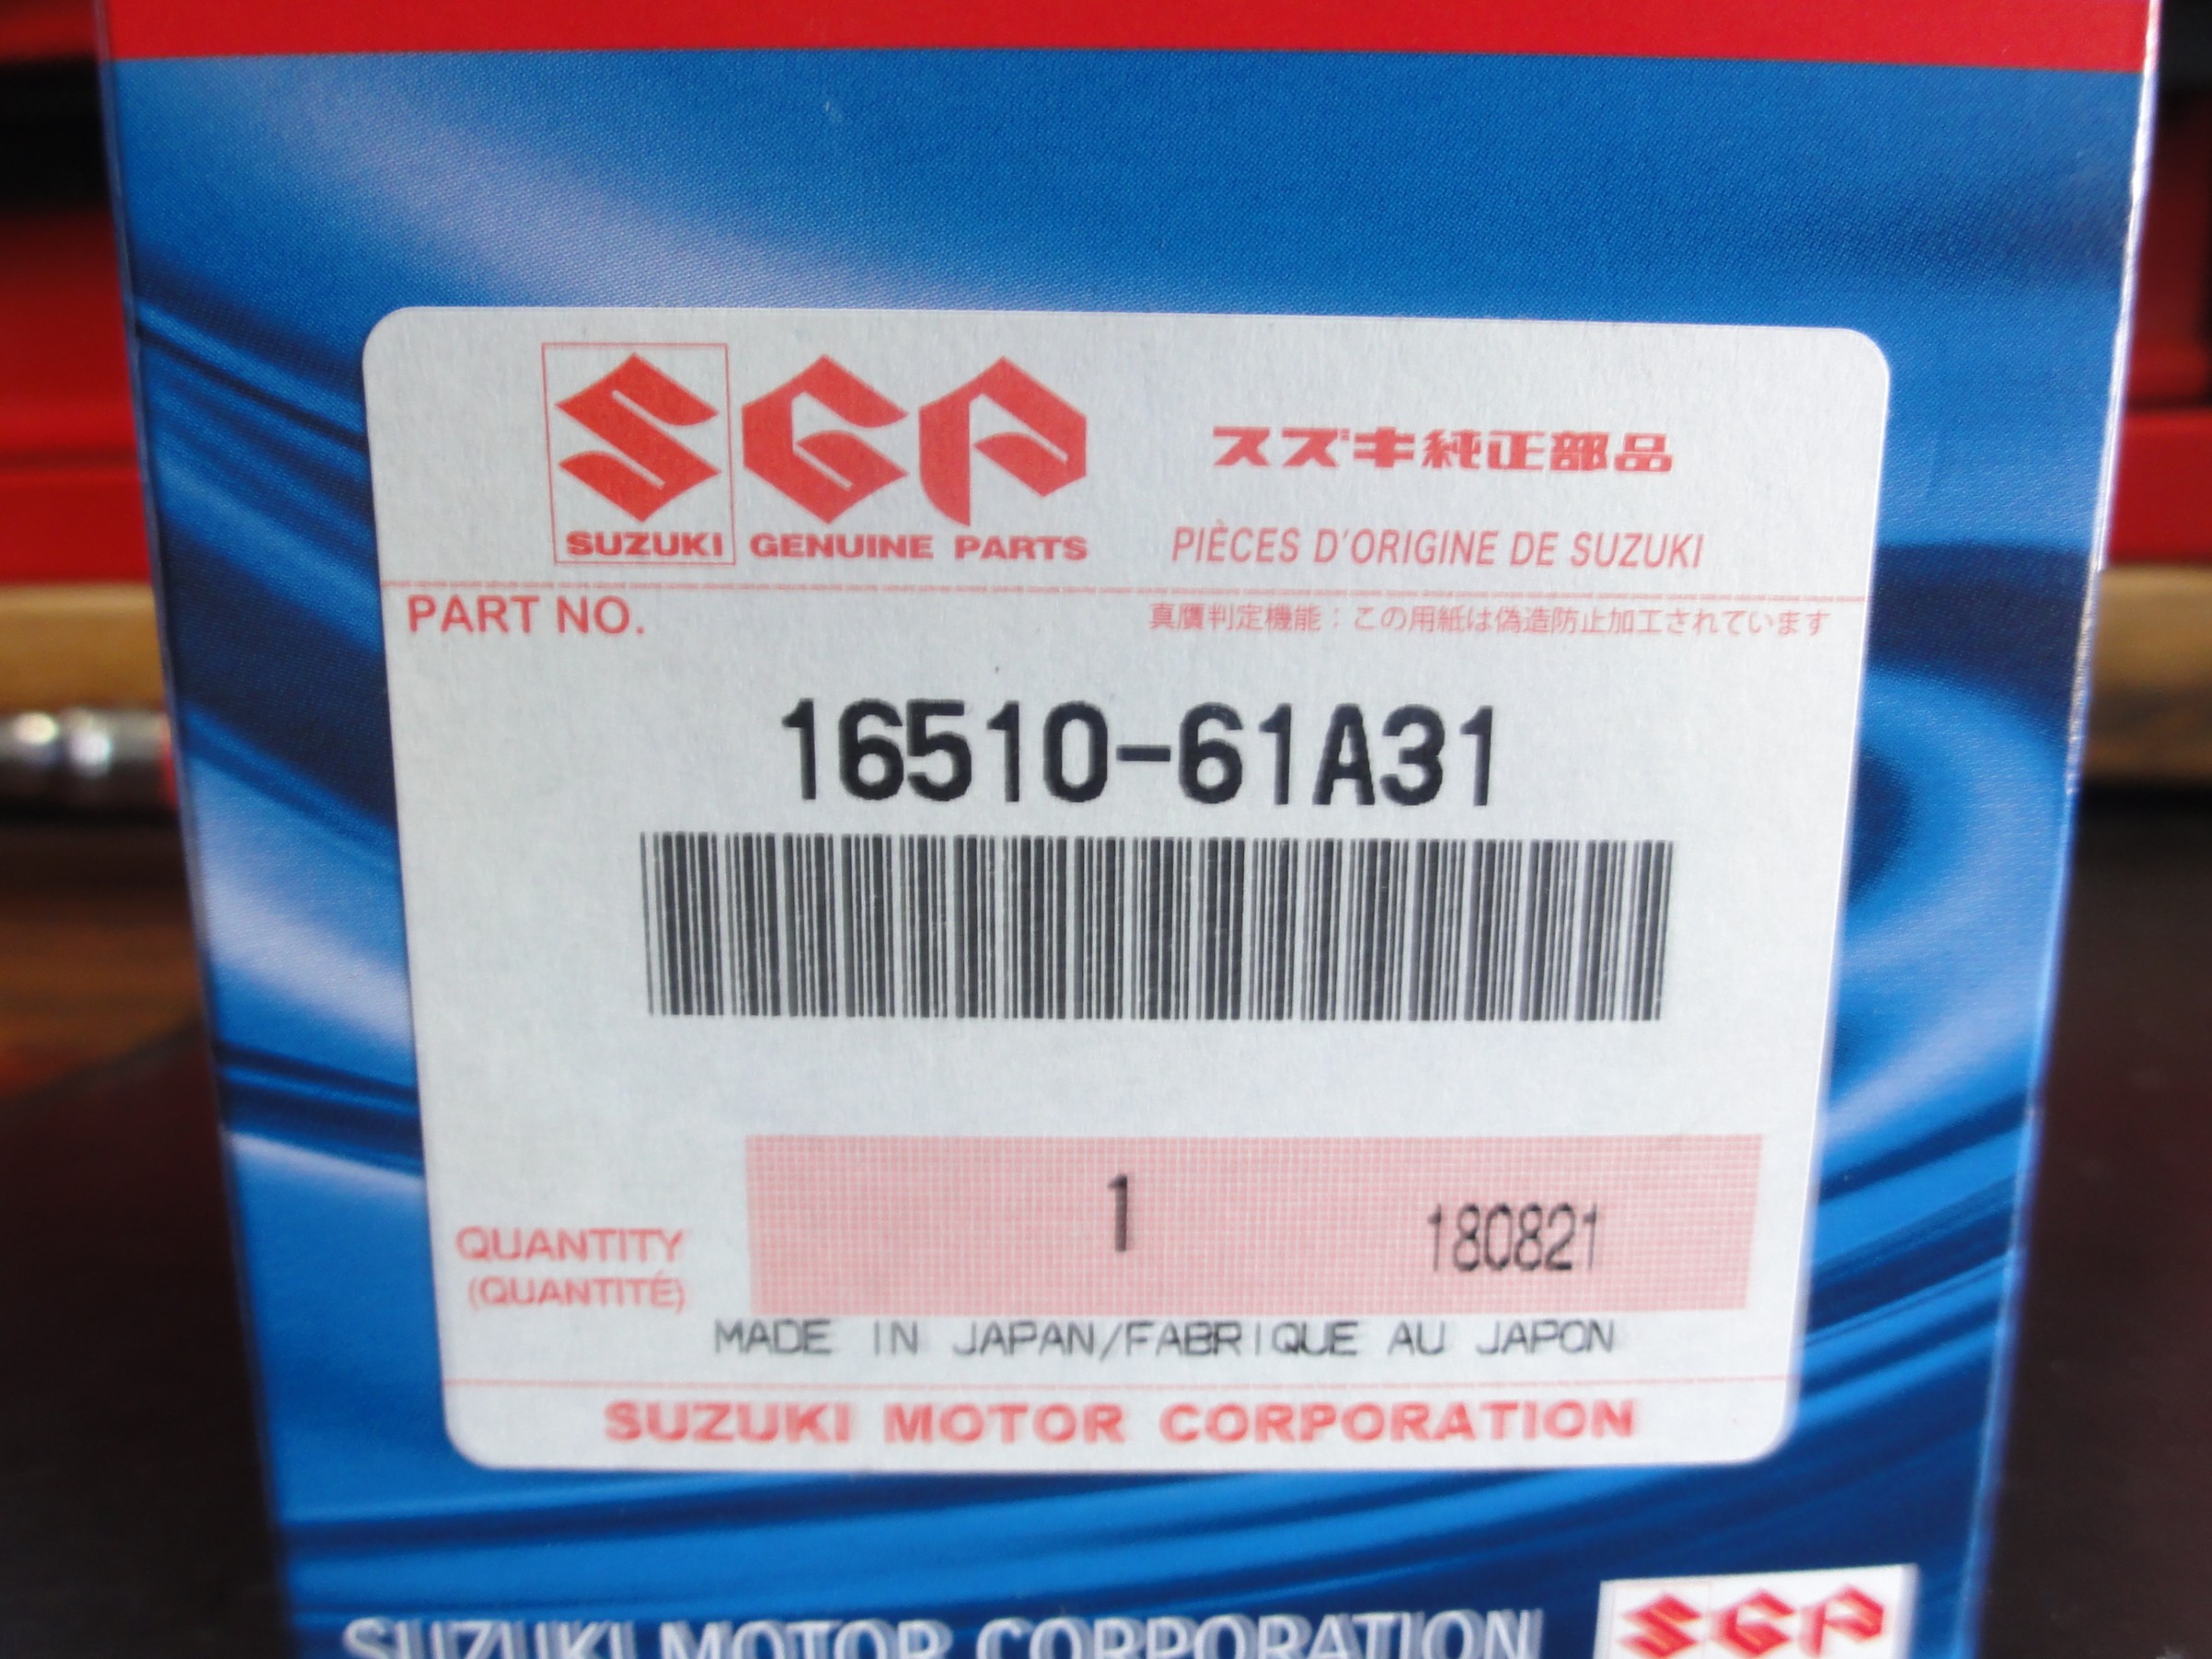 SGP
スズキ純正部品
SUZUKI GENUINE PARTS
PIÈCES D'ORIGINE DE SUZUKI
PART NO.
真贋判定機能：この用紙は偽造防止加工されています
16510-61A31
1
180821
QUANTITY
(QUANTITÉ)
MADE IN JAPAN/FABRIQUE AU JAPON
SUZUKI MOTOR CORPORATION
SUZUKI MOTOR CORPORATION
SGP